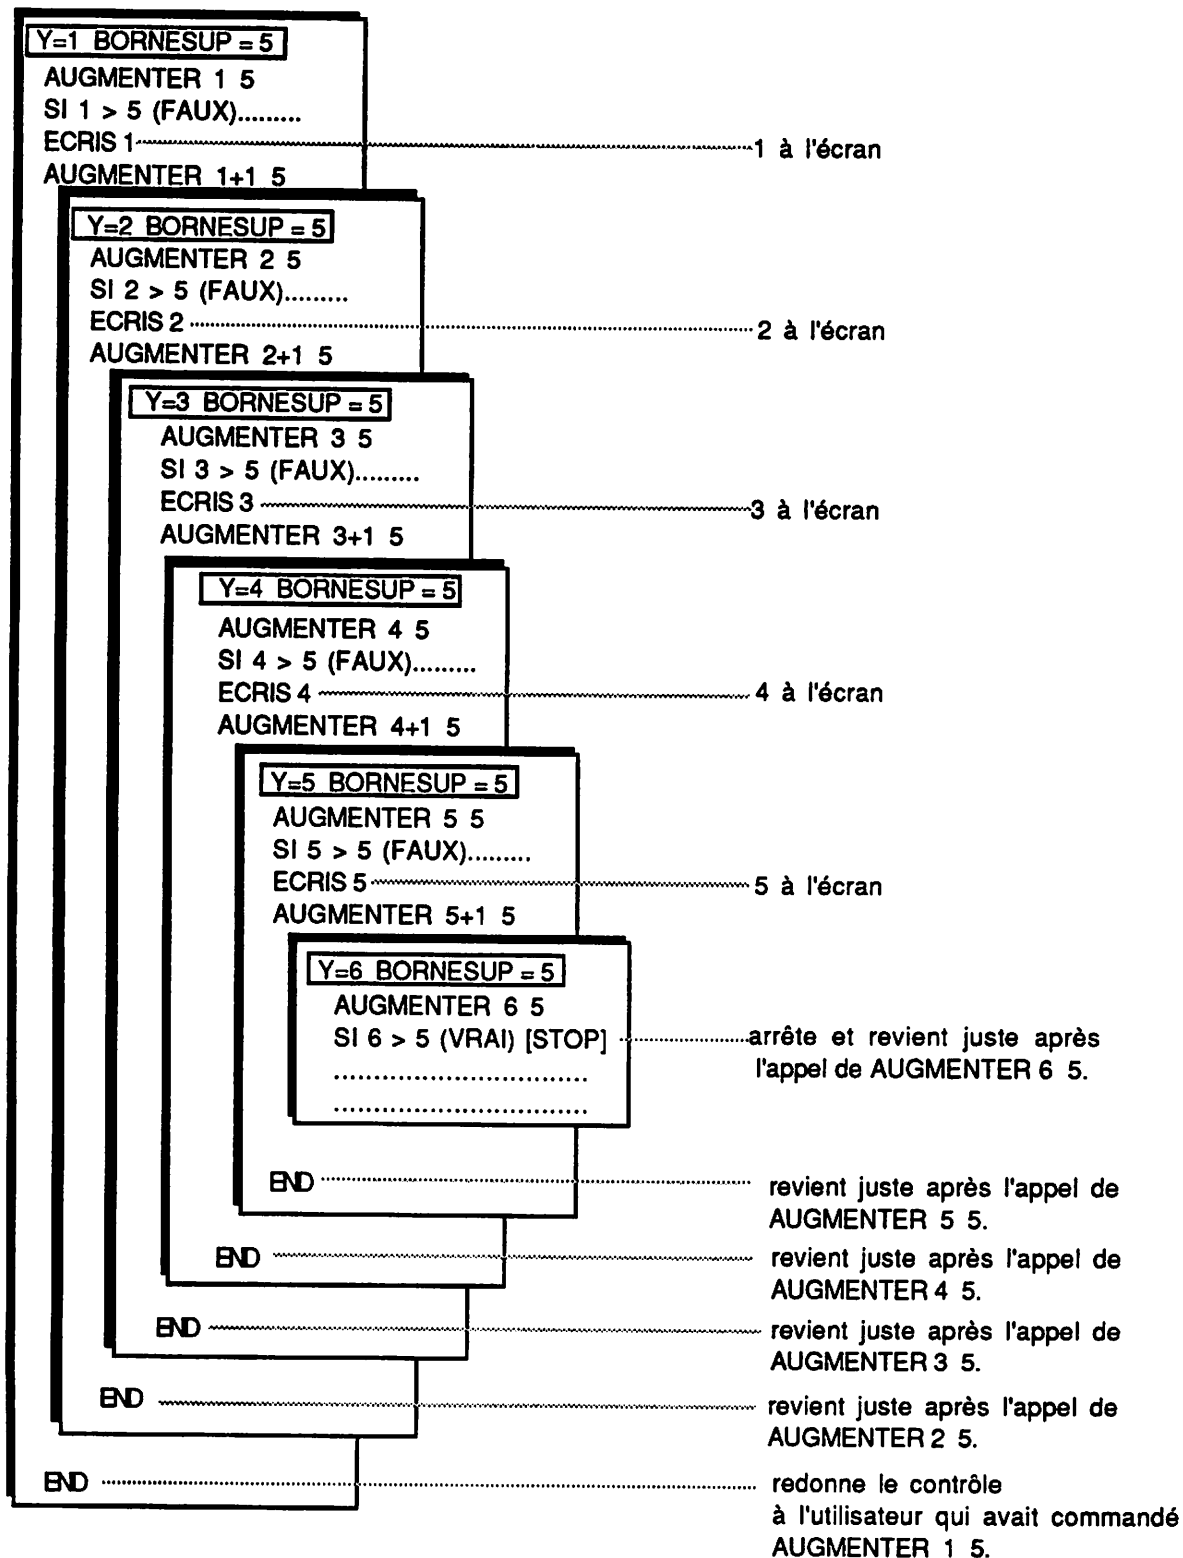 Y=1 BORNESUP = 5
AUGMENTER 1 5
SI 1 > 5 (FAUX).........
ECRIS 1 1 à l'écran
AUGMENTER 1+1 5
Y=2 BORNESUP = 5
AUGMENTER 2 5
SI 2 > 5 (FAUX).........
ECRIS 2 2 à l'écran
AUGMENTER 2+1 5
Y=3 BORNESUP = 5
AUGMENTER 3 5
SI 3 > 5 (FAUX).........
ECRIS 3 3 à l'écran
AUGMENTER 3+1 5
Y=4 BORNESUP = 5
AUGMENTER 4 5
SI 4 > 5 (FAUX).........
ECRIS 4 4 à l'écran
AUGMENTER 4+1 5
Y=5 BORNESUP = 5
AUGMENTER 5 5
SI 5 > 5 (FAUX).........
ECRIS 5 5 à l'écran
AUGMENTER 5+1 5
Y=6 BORNESUP = 5
AUGMENTER 6 5
SI 6 > 5 (VRAI) [STOP] arrête et revient juste après
l'appel de AUGMENTER 6 5.
...............................
...............................
END revient juste après l'appel de
AUGMENTER 5 5.
END revient juste après l'appel de
AUGMENTER 4 5.
END revient juste après l'appel de
AUGMENTER 3 5.
END revient juste après l'appel de
AUGMENTER 2 5.
END redonne le contrôle
à l'utilisateur qui avait commandé
AUGMENTER 1 5.